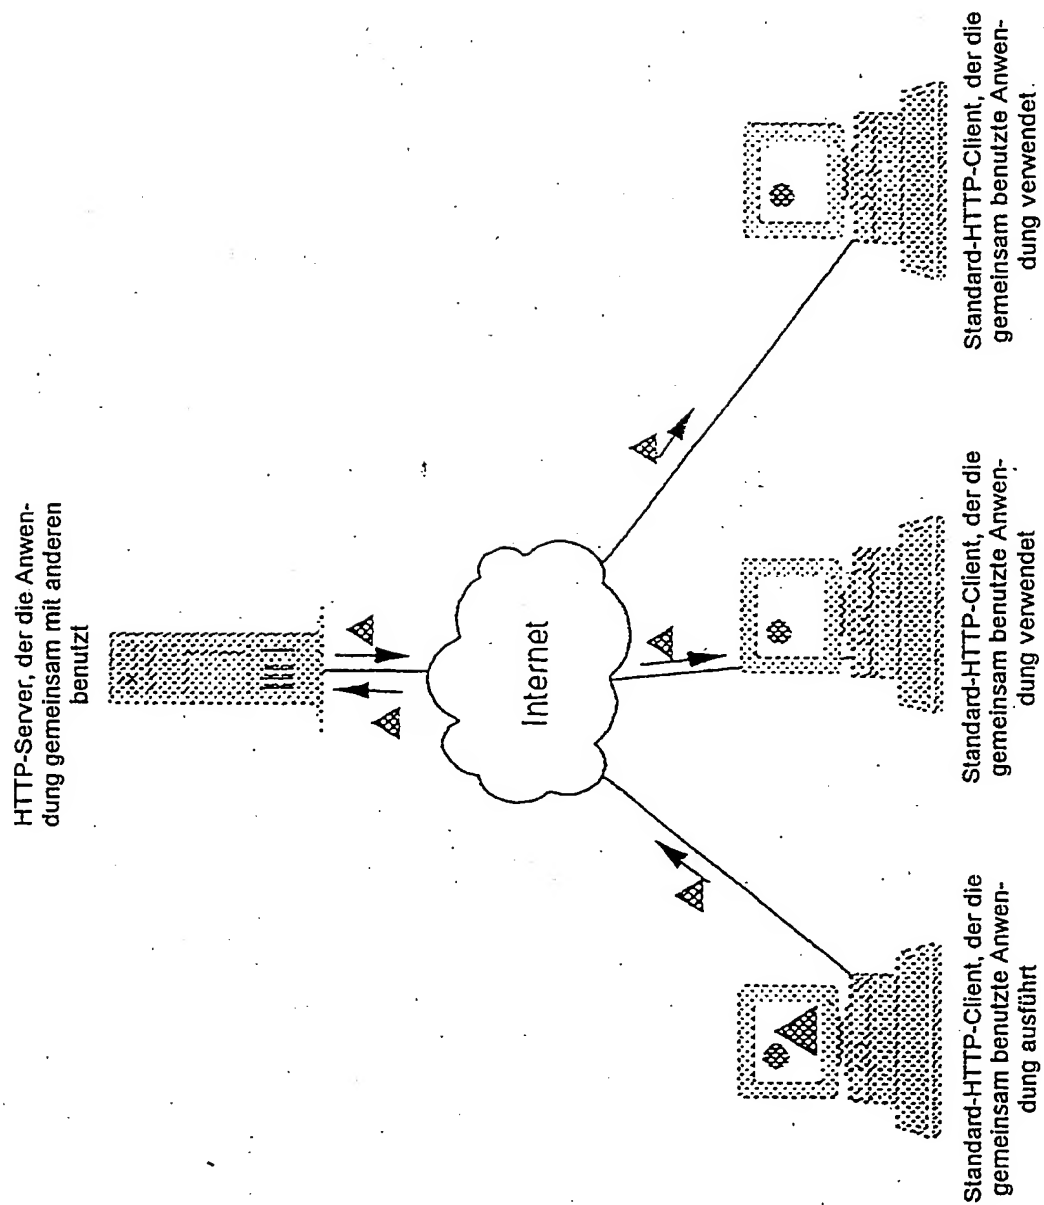 HTTP-Server, der die Anwen-
dung gemeinsam mit anderen
benutzt
Internet
Standard-HTTP-Client, der die
gemeinsam benutzte Anwen-
dung ausführt
Standard-HTTP-Client, der die
gemeinsam benutzte Anwen-
dung verwendet
Standard-HTTP-Client, der die
gemeinsam benutzte Anwen-
dung verwendet